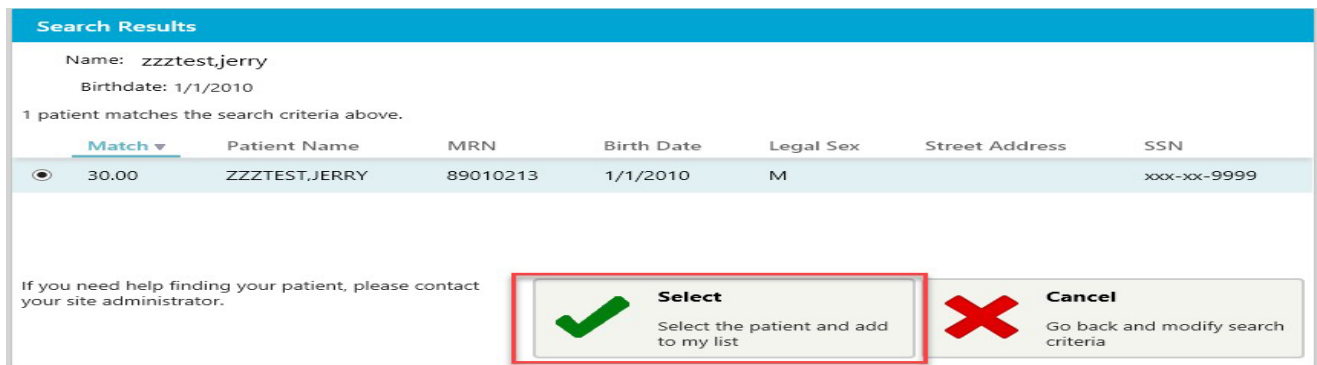 Search Results
Name: zzztest,jerry
Birthdate: 1/1/2010
1 patient matches the search criteria above.
Match ▼ Patient Name MRN Birth Date Legal Sex Street Address SSN
30.00 ZZZTEST,JERRY 89010213 1/1/2010 M xxx-xx-9999
If you need help finding your patient, please contact
your site administrator.
Select
Select the patient and add
to my list
Cancel
Go back and modify search
criteria